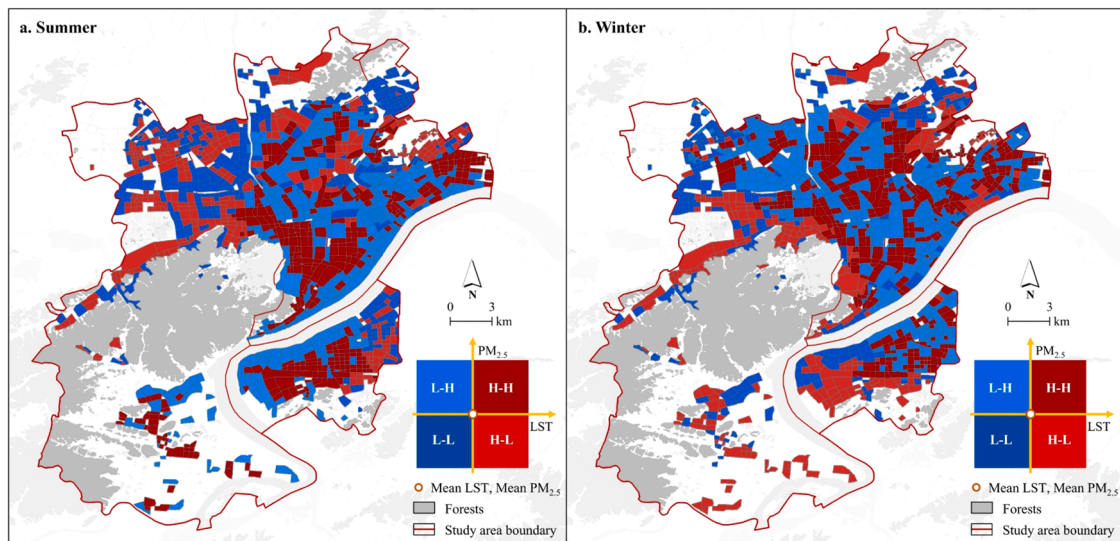 a. Summer
N
0 3
km
PM2.5
L-H H-H
LST
L-L H-L
Mean LST, Mean PM2.5
Forests
Study area boundary
b. Winter
N
0 3
km
PM2.5
L-H H-H
LST
L-L H-L
Mean LST, Mean PM2.5
Forests
Study area boundary